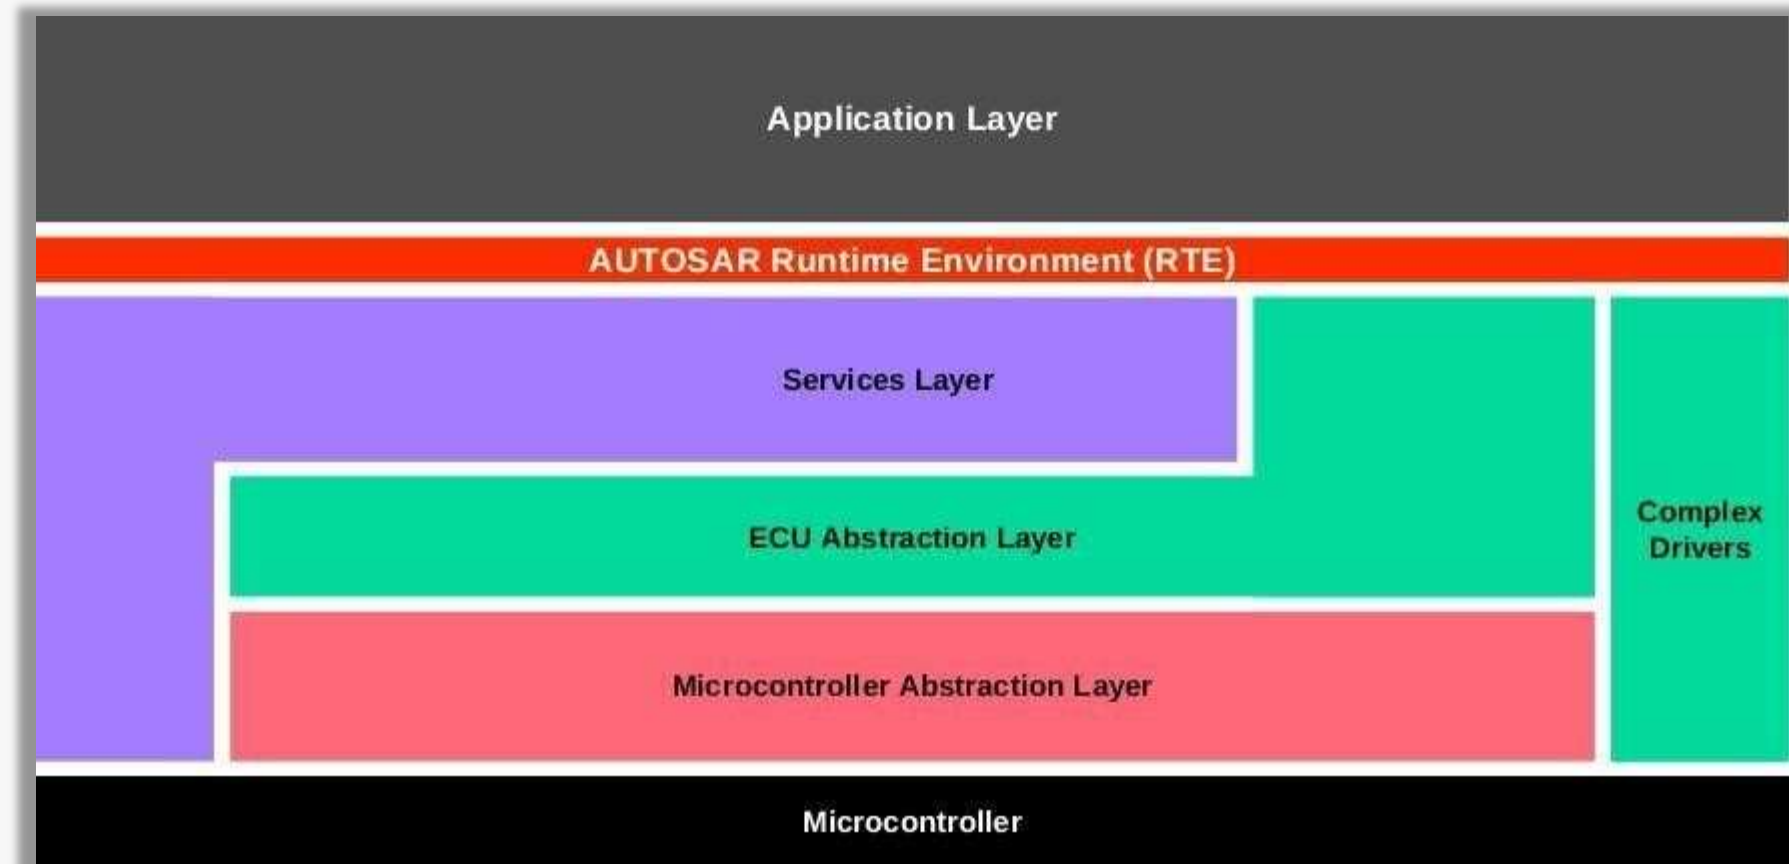 Application Layer
AUTOSAR Runtime Environment (RTE)
Services Layer
ECU Abstraction Layer
Complex
Drivers
Microcontroller Abstraction Layer
Microcontroller